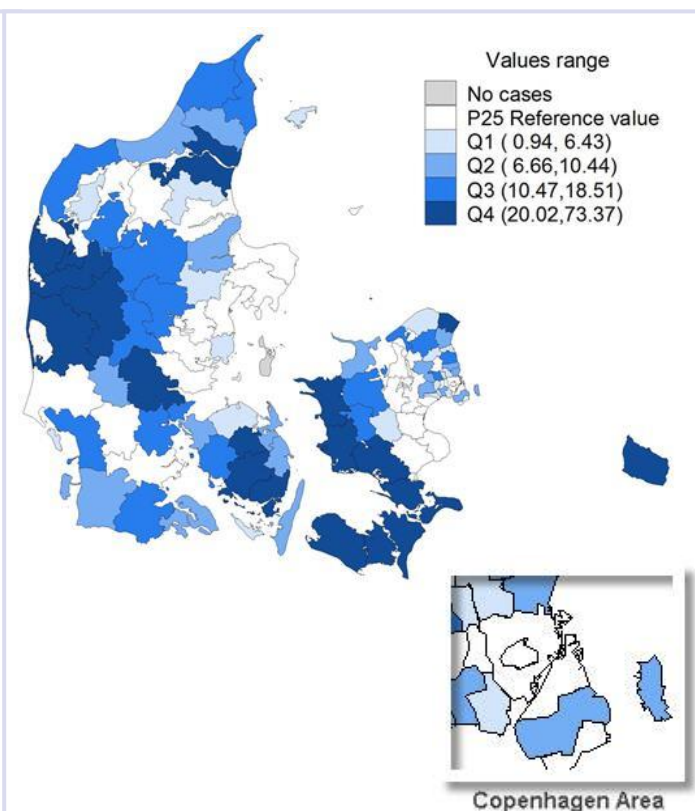 Values range
No cases
P25 Reference value
Q1 ( 0.94, 6.43)
Q2 ( 6.66,10.44)
Q3 (10.47,18.51)
Q4 (20.02,73.37)
Copenhagen Area